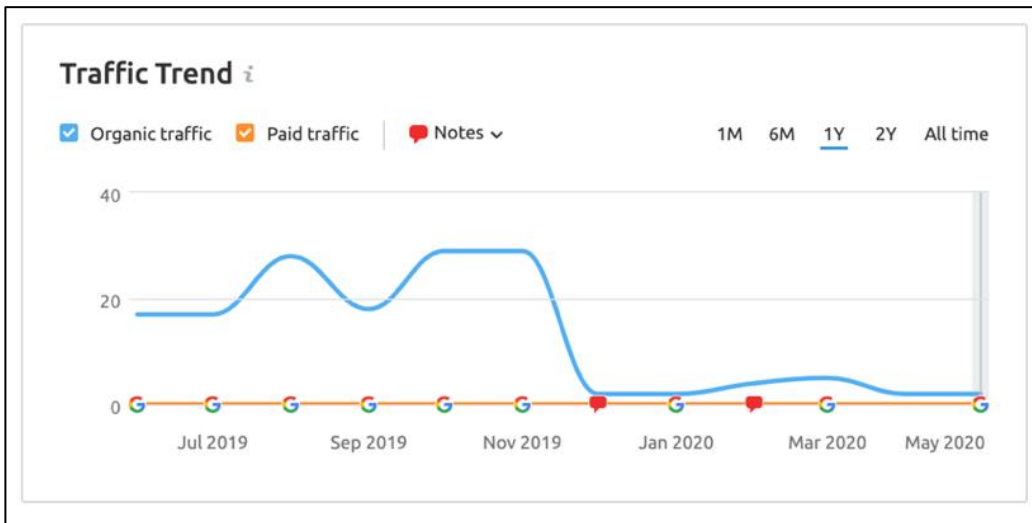 Traffic Trend i
Organic traffic Paid traffic Notes 1M 6M 1Y 2Y All time
40
20
0
Jul 2019 Sep 2019 Nov 2019 Jan 2020 Mar 2020 May 2020